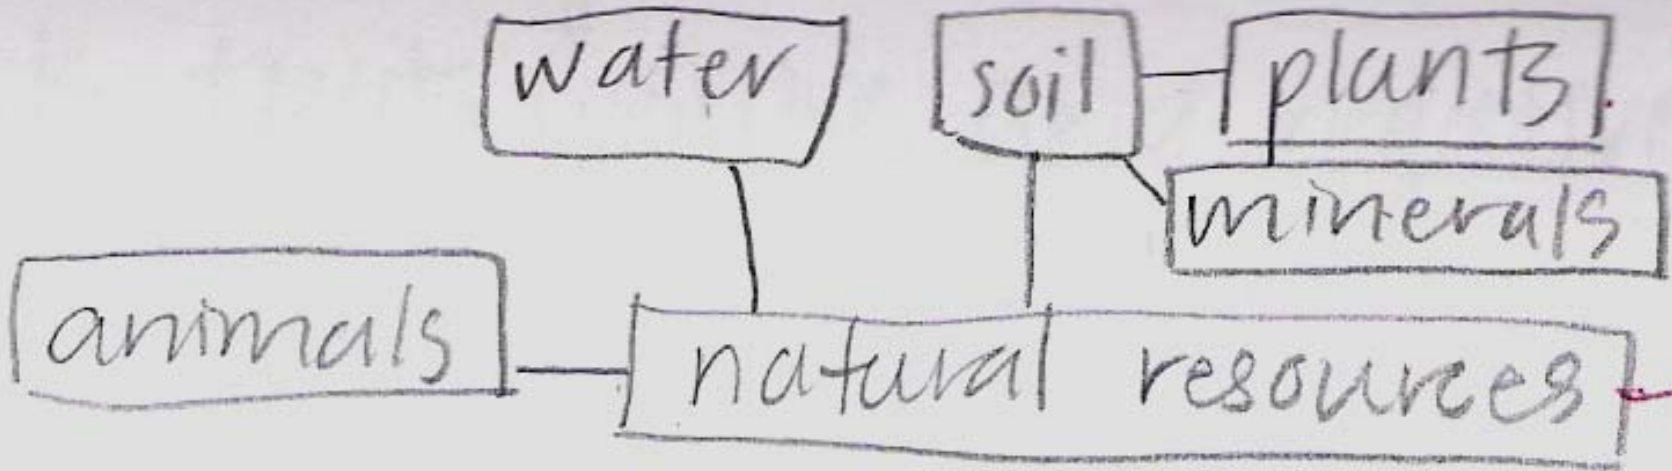 water soil plants
minerals
animals
natural resources